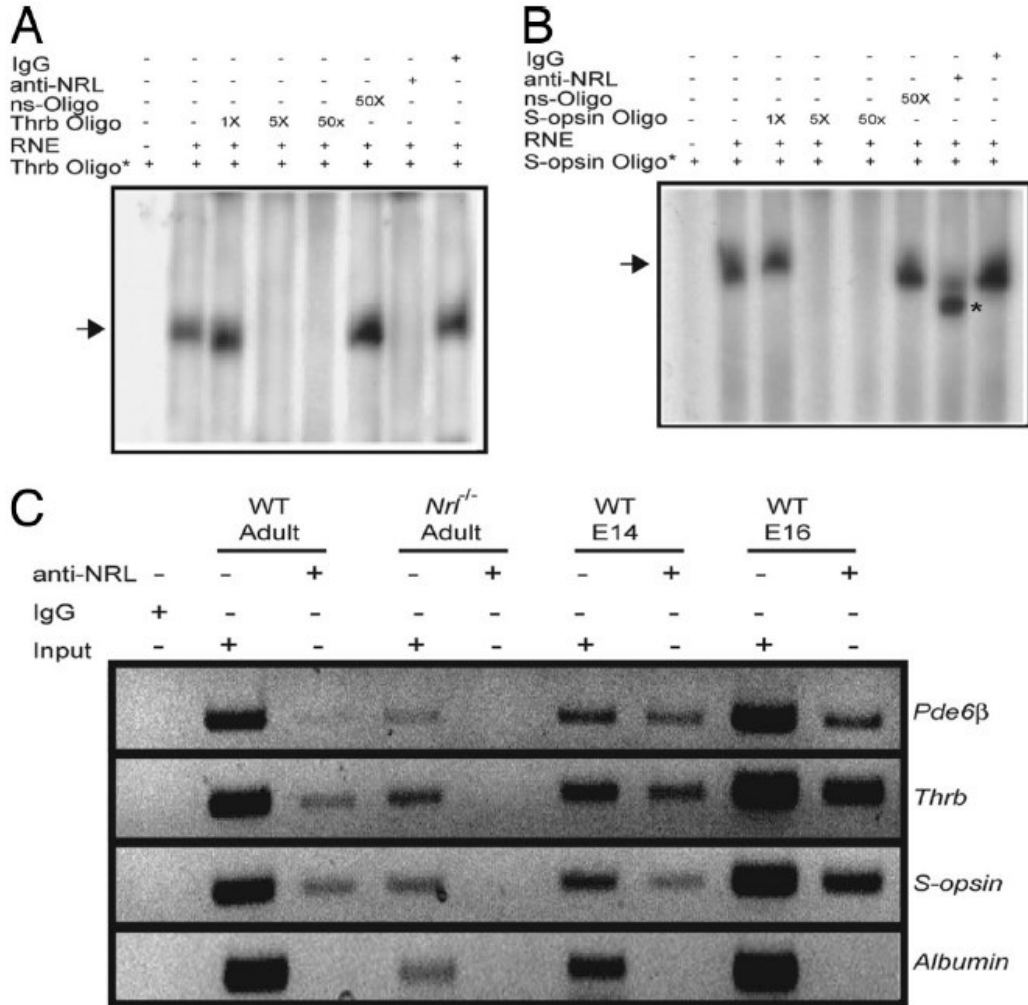 A
IgG - - - - - - - +
anti-NRL - - - - - - + -
ns-Oligo - - - - - 50X - -
Thrb Oligo - - 1X 5X 50x - - -
RNE - + + + + + + +
Thrb Oligo* + + + + + + + +
B
IgG - - - - - - - +
anti-NRL - - - - - - + -
ns-Oligo - - - - - 50X - -
S-opsin Oligo - - 1X 5X 50x - - -
RNE - + + + + + + +
S-opsin Oligo* + + + + + + + +
*
C
WT Adult Nrl-/- Adult WT E14 WT E16
anti-NRL - - + - + - + - +
IgG + - - - - - - - -
Input - + - + - + - + -
Pde6β
Thrb
S-opsin
Albumin